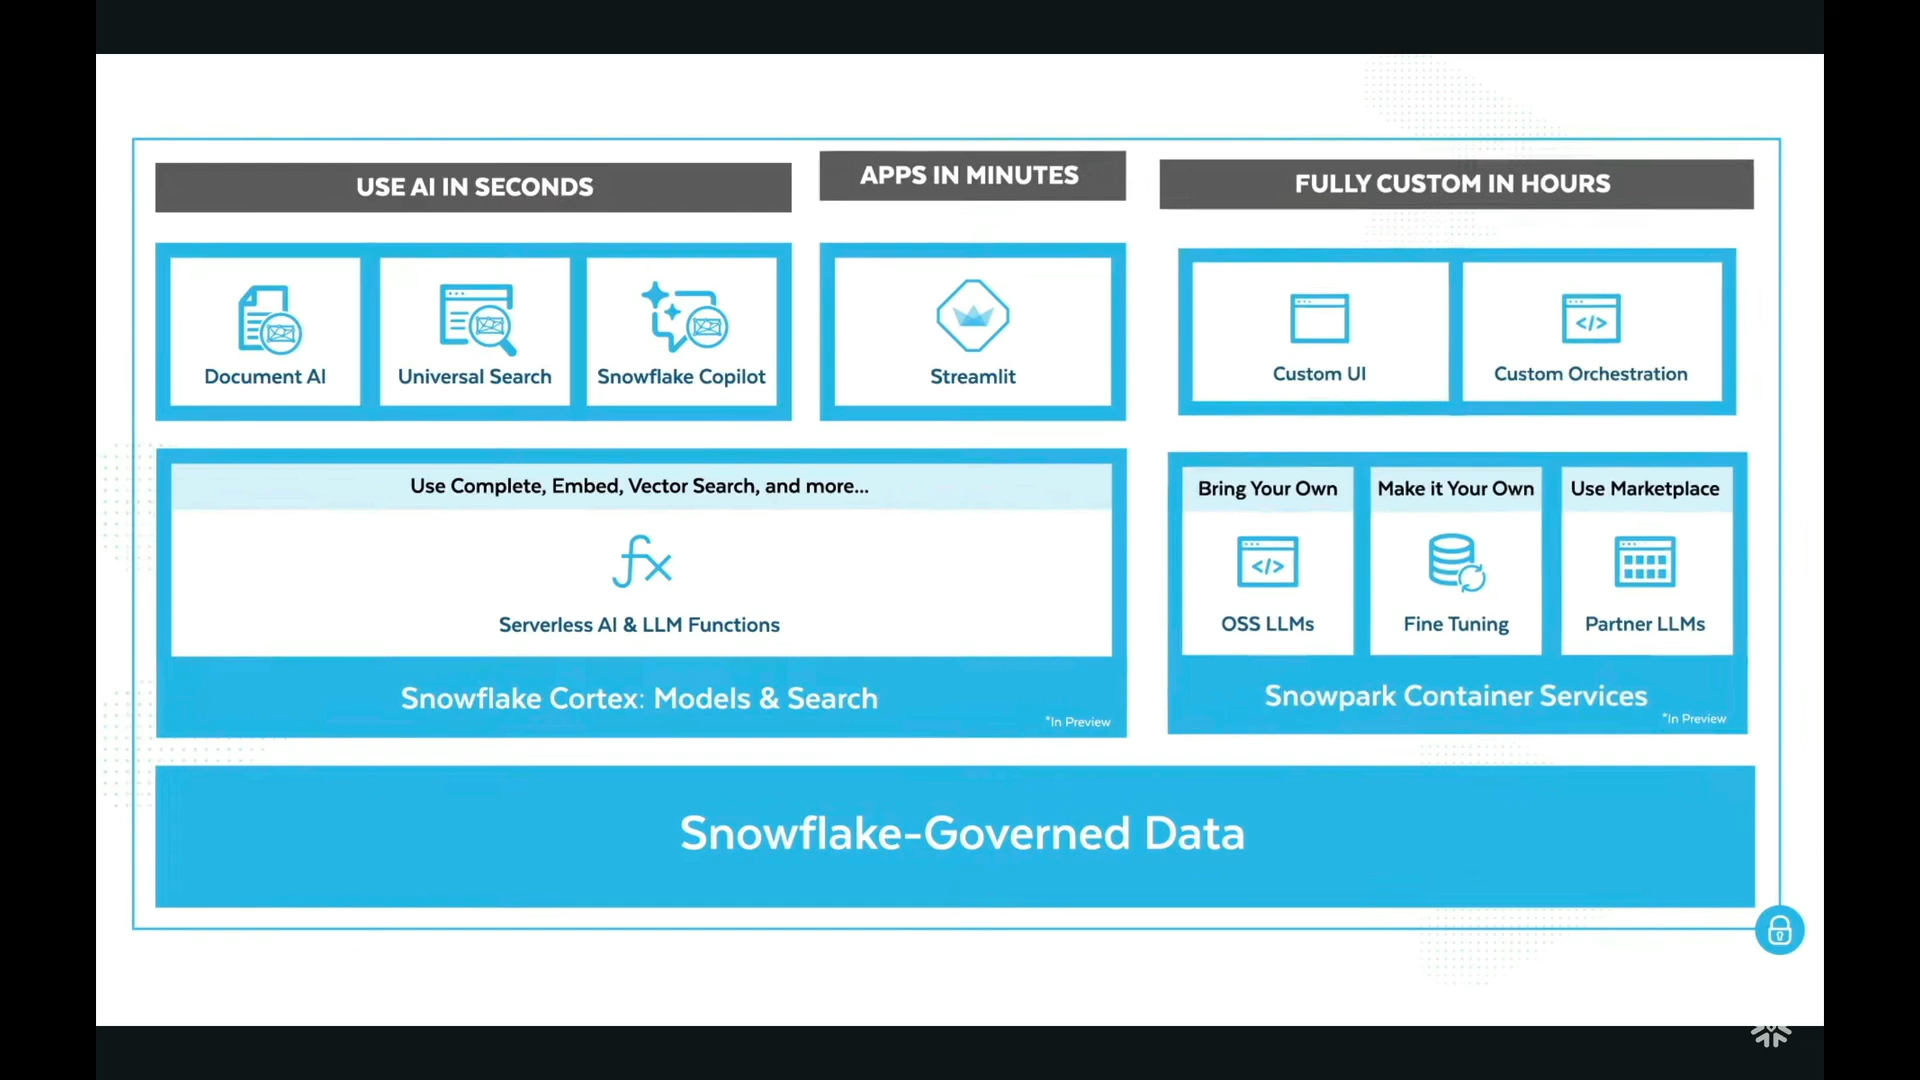 USE AI IN SECONDS
APPS IN MINUTES
FULLY CUSTOM IN HOURS
Document AI
Universal Search
Snowflake Copilot
Streamlit
Custom UI
</>
Custom Orchestration
Use Complete, Embed, Vector Search, and more...
fx
Serverless AI & LLM Functions
Snowflake Cortex: Models & Search
*In Preview
Bring Your Own
</>
OSS LLMs
Make it Your Own
Fine Tuning
Use Marketplace
Partner LLMs
Snowpark Container Services
*In Preview
Snowflake-Governed Data